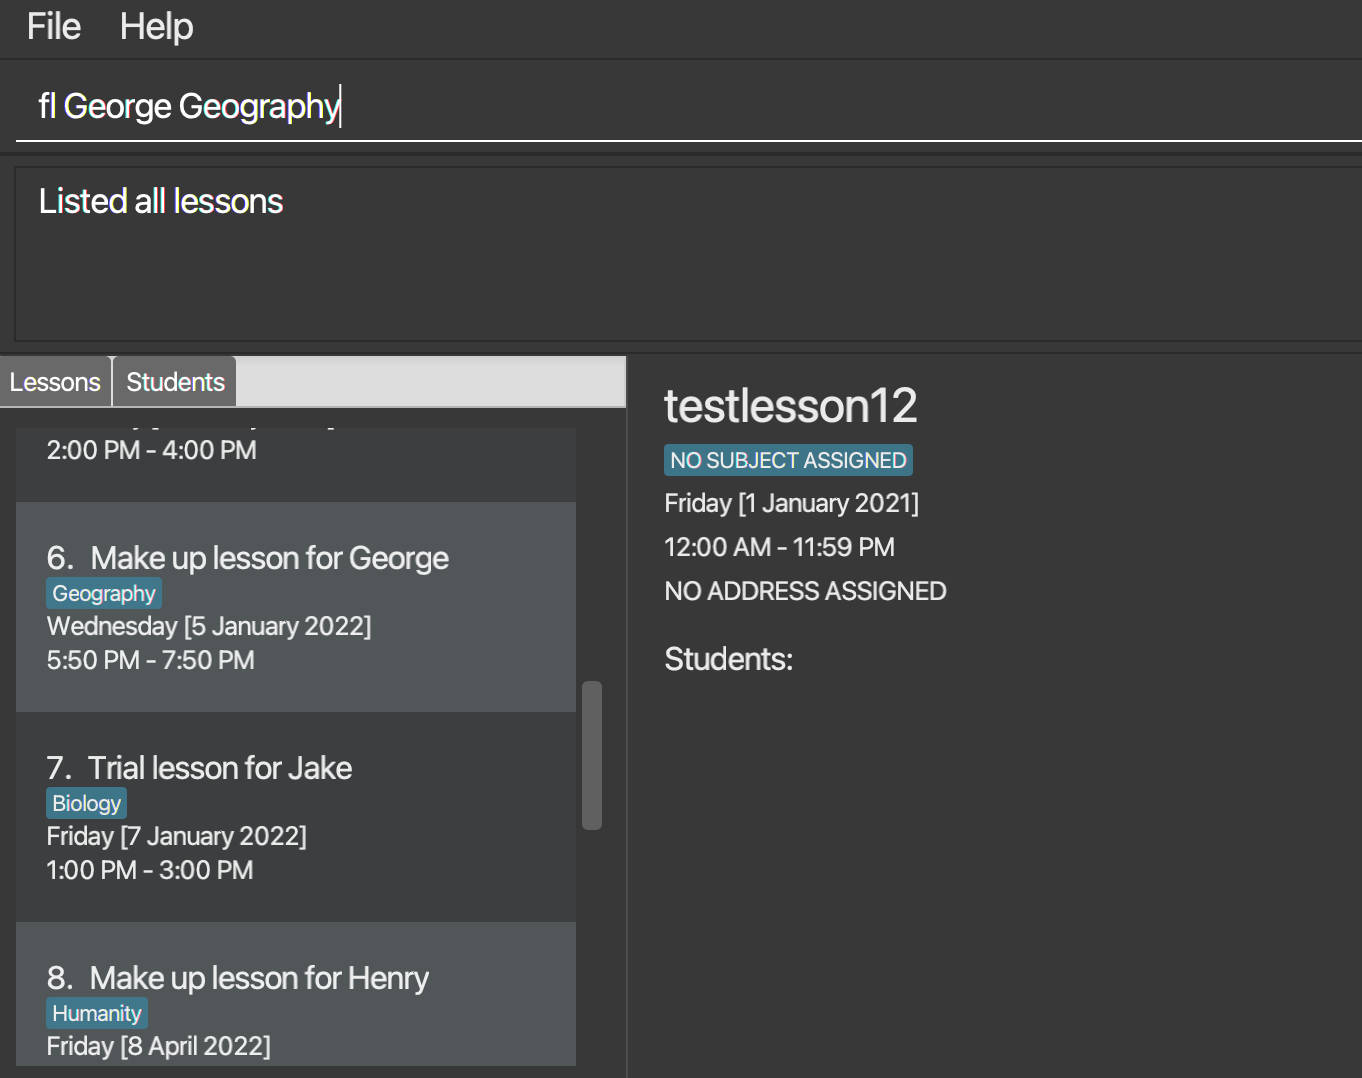 File Help
fl George Geography
Listed all lessons
Lessons Students
2:00 PM - 4:00 PM
6. Make up lesson for George
Geography
Wednesday [5 January 2022]
5:50 PM - 7:50 PM
7. Trial lesson for Jake
Biology
Friday [7 January 2022]
1:00 PM - 3:00 PM
8. Make up lesson for Henry
Humanity
Friday [8 April 2022]
testlesson12
NO SUBJECT ASSIGNED
Friday [1 January 2021]
12:00 AM - 11:59 PM
NO ADDRESS ASSIGNED
Students: